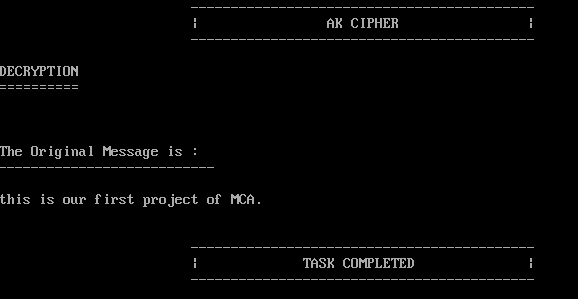 AK CIPHER
DECRYPTION
The Original Message is :
this is our first project of MCA.
TASK COMPLETED